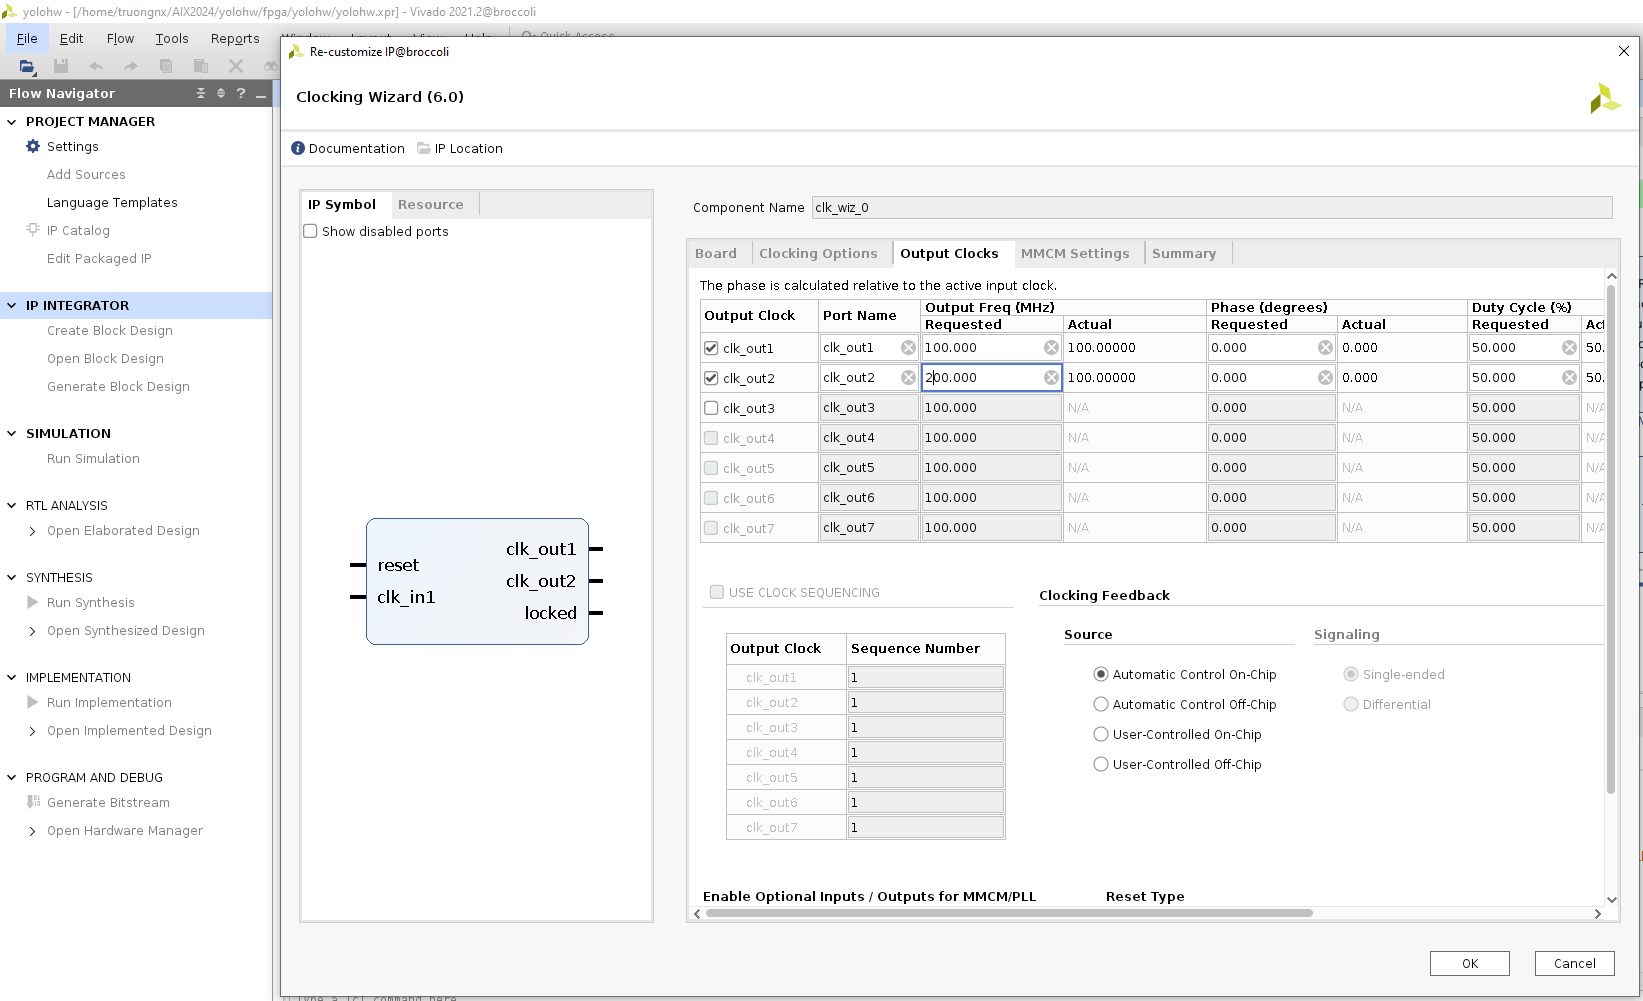 yolohw - [/home/truongnx/AIX2024/yolohw/fpga/yolohw/yolohw.xpr] - Vivado 2021.2@broccoli
File Edit Flow Tools Reports
Quick Access
Re-customize IP@broccoli
Flow Navigator
PROJECT MANAGER
Settings
Add Sources
Language Templates
IP Catalog
Edit Packaged IP
IP INTEGRATOR
Create Block Design
Open Block Design
Generate Block Design
SIMULATION
Run Simulation
RTL ANALYSIS
Open Elaborated Design
SYNTHESIS
Run Synthesis
Open Synthesized Design
IMPLEMENTATION
Run Implementation
Open Implemented Design
PROGRAM AND DEBUG
Generate Bitstream
Open Hardware Manager
Clocking Wizard (6.0)
Documentation IP Location
IP Symbol Resource
Show disabled ports
reset
clk_in1
clk_out1
clk_out2
locked
Component Name clk_wiz_0
Board Clocking Options Output Clocks MMCM Settings Summary
The phase is calculated relative to the active input clock.
Output Clock Port Name Output Freq (MHz) Phase (degrees) Duty Cycle (%)
Requested Actual Requested Actual Requested Act
clk_out1 clk_out1 100.000 100.00000 0.000 0.000 50.000 50.
clk_out2 clk_out2 200.000 100.00000 0.000 0.000 50.000 50.
clk_out3 clk_out3 100.000 N/A 0.000 N/A 50.000 N/A
clk_out4 clk_out4 100.000 N/A 0.000 N/A 50.000 N/A
clk_out5 clk_out5 100.000 N/A 0.000 N/A 50.000 N/A
clk_out6 clk_out6 100.000 N/A 0.000 N/A 50.000 N/A
clk_out7 clk_out7 100.000 N/A 0.000 N/A 50.000 N/A
USE CLOCK SEQUENCING
Output Clock Sequence Number
clk_out1 1
clk_out2 1
clk_out3 1
clk_out4 1
clk_out5 1
clk_out6 1
clk_out7 1
Clocking Feedback
Source Signaling
Automatic Control On-Chip Single-ended
Automatic Control Off-Chip Differential
User-Controlled On-Chip
User-Controlled Off-Chip
Enable Optional Inputs / Outputs for MMCM/PLL Reset Type
OK Cancel
Type a Tcl command here